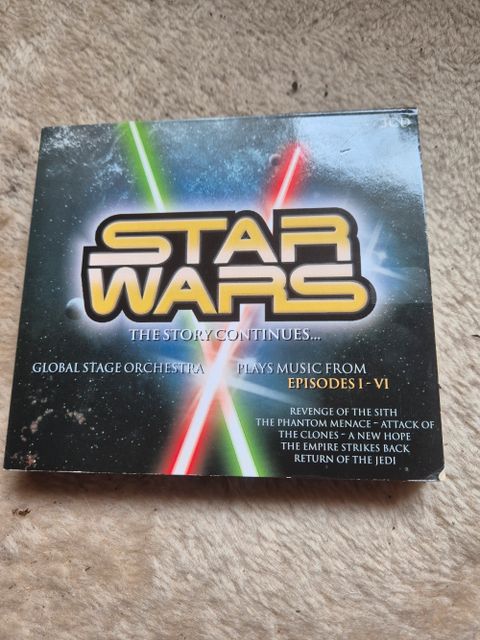 3CD
STAR
WARS
THE STORY CONTINUES...
GLOBAL STAGE ORCHESTRA PLAYS MUSIC FROM
EPISODES I - VI
REVENGE OF THE SITH
THE PHANTOM MENACE - ATTACK OF
THE CLONES - A NEW HOPE
THE EMPIRE STRIKES BACK
RETURN OF THE JEDI